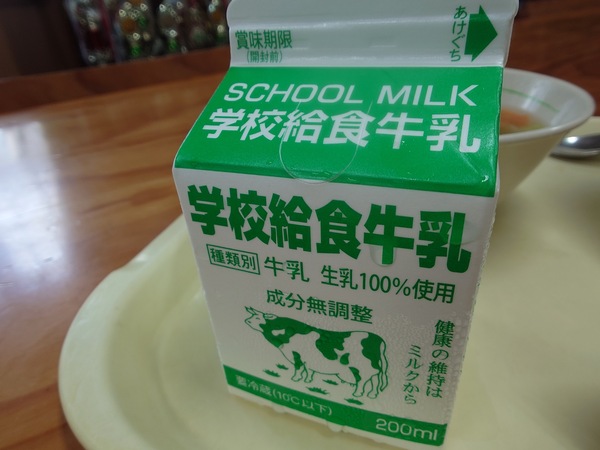 賞味期限
(開封前)
あけぐち
SCHOOL MILK
学校給食牛乳
学校給食牛乳
種類別 牛乳 生乳100%使用
成分無調整
健康の維持は
ミルクから
要冷蔵(10℃以下)
200ml